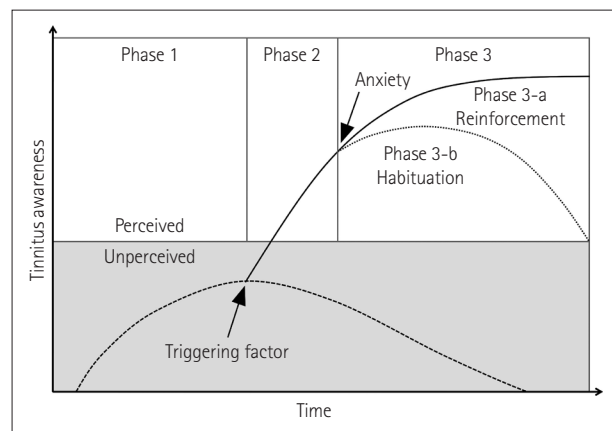 Phase 1
Phase 2
Phase 3
Anxiety
Phase 3-a
Reinforcement
Phase 3-b
Habituation
Perceived
Unperceived
Triggering factor
Tinnitus awareness
Time